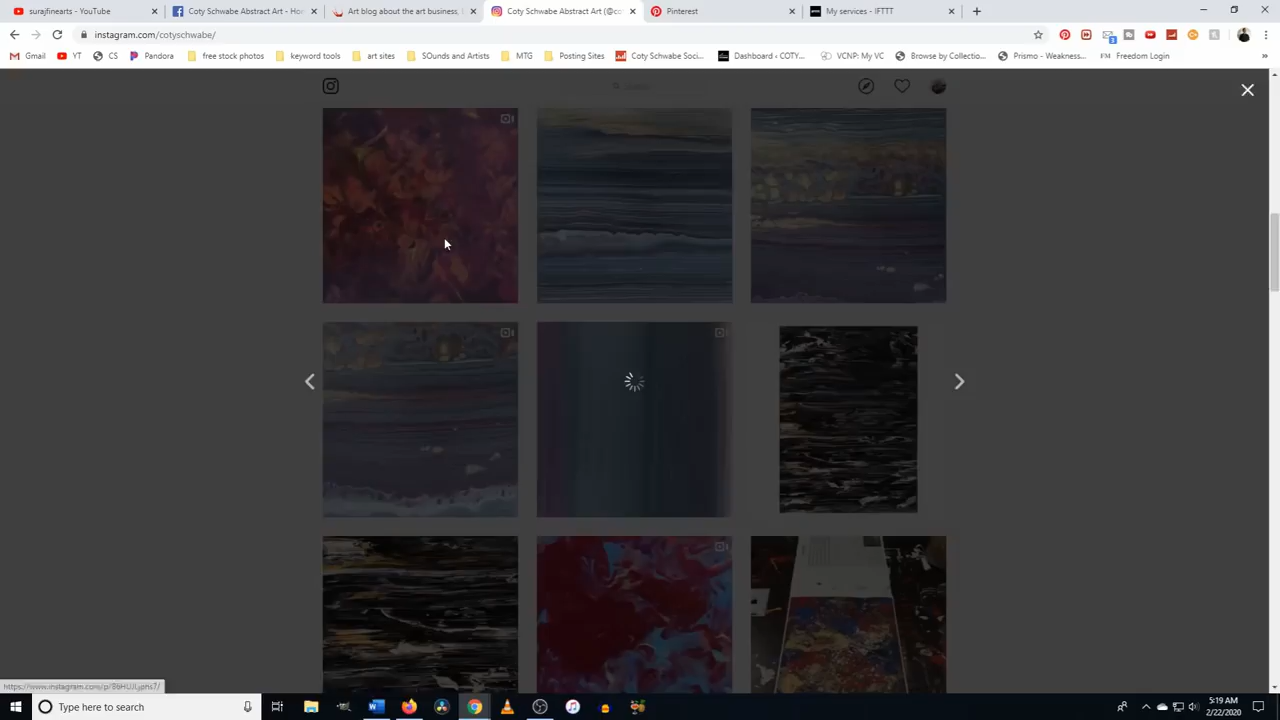 surajfinearts - YouTube
Coty Schwabe Abstract Art - Ho
Art blog about the art business,
Coty Schwabe Abstract Art (@co
Pinterest
My services - IFTTT
instagram.com/cotyschwabe/
Gmail
YT
CS
Pandora
free stock photos
keyword tools
art sites
SOunds and Artists
MTG
Posting Sites
Coty Schwabe Soci...
Dashboard ‹ COTY...
VCNP: My VC
Browse by Collectio...
Prismo - Weakness...
Freedom Login
Search
Type here to search
5:19 AM
2/22/2020